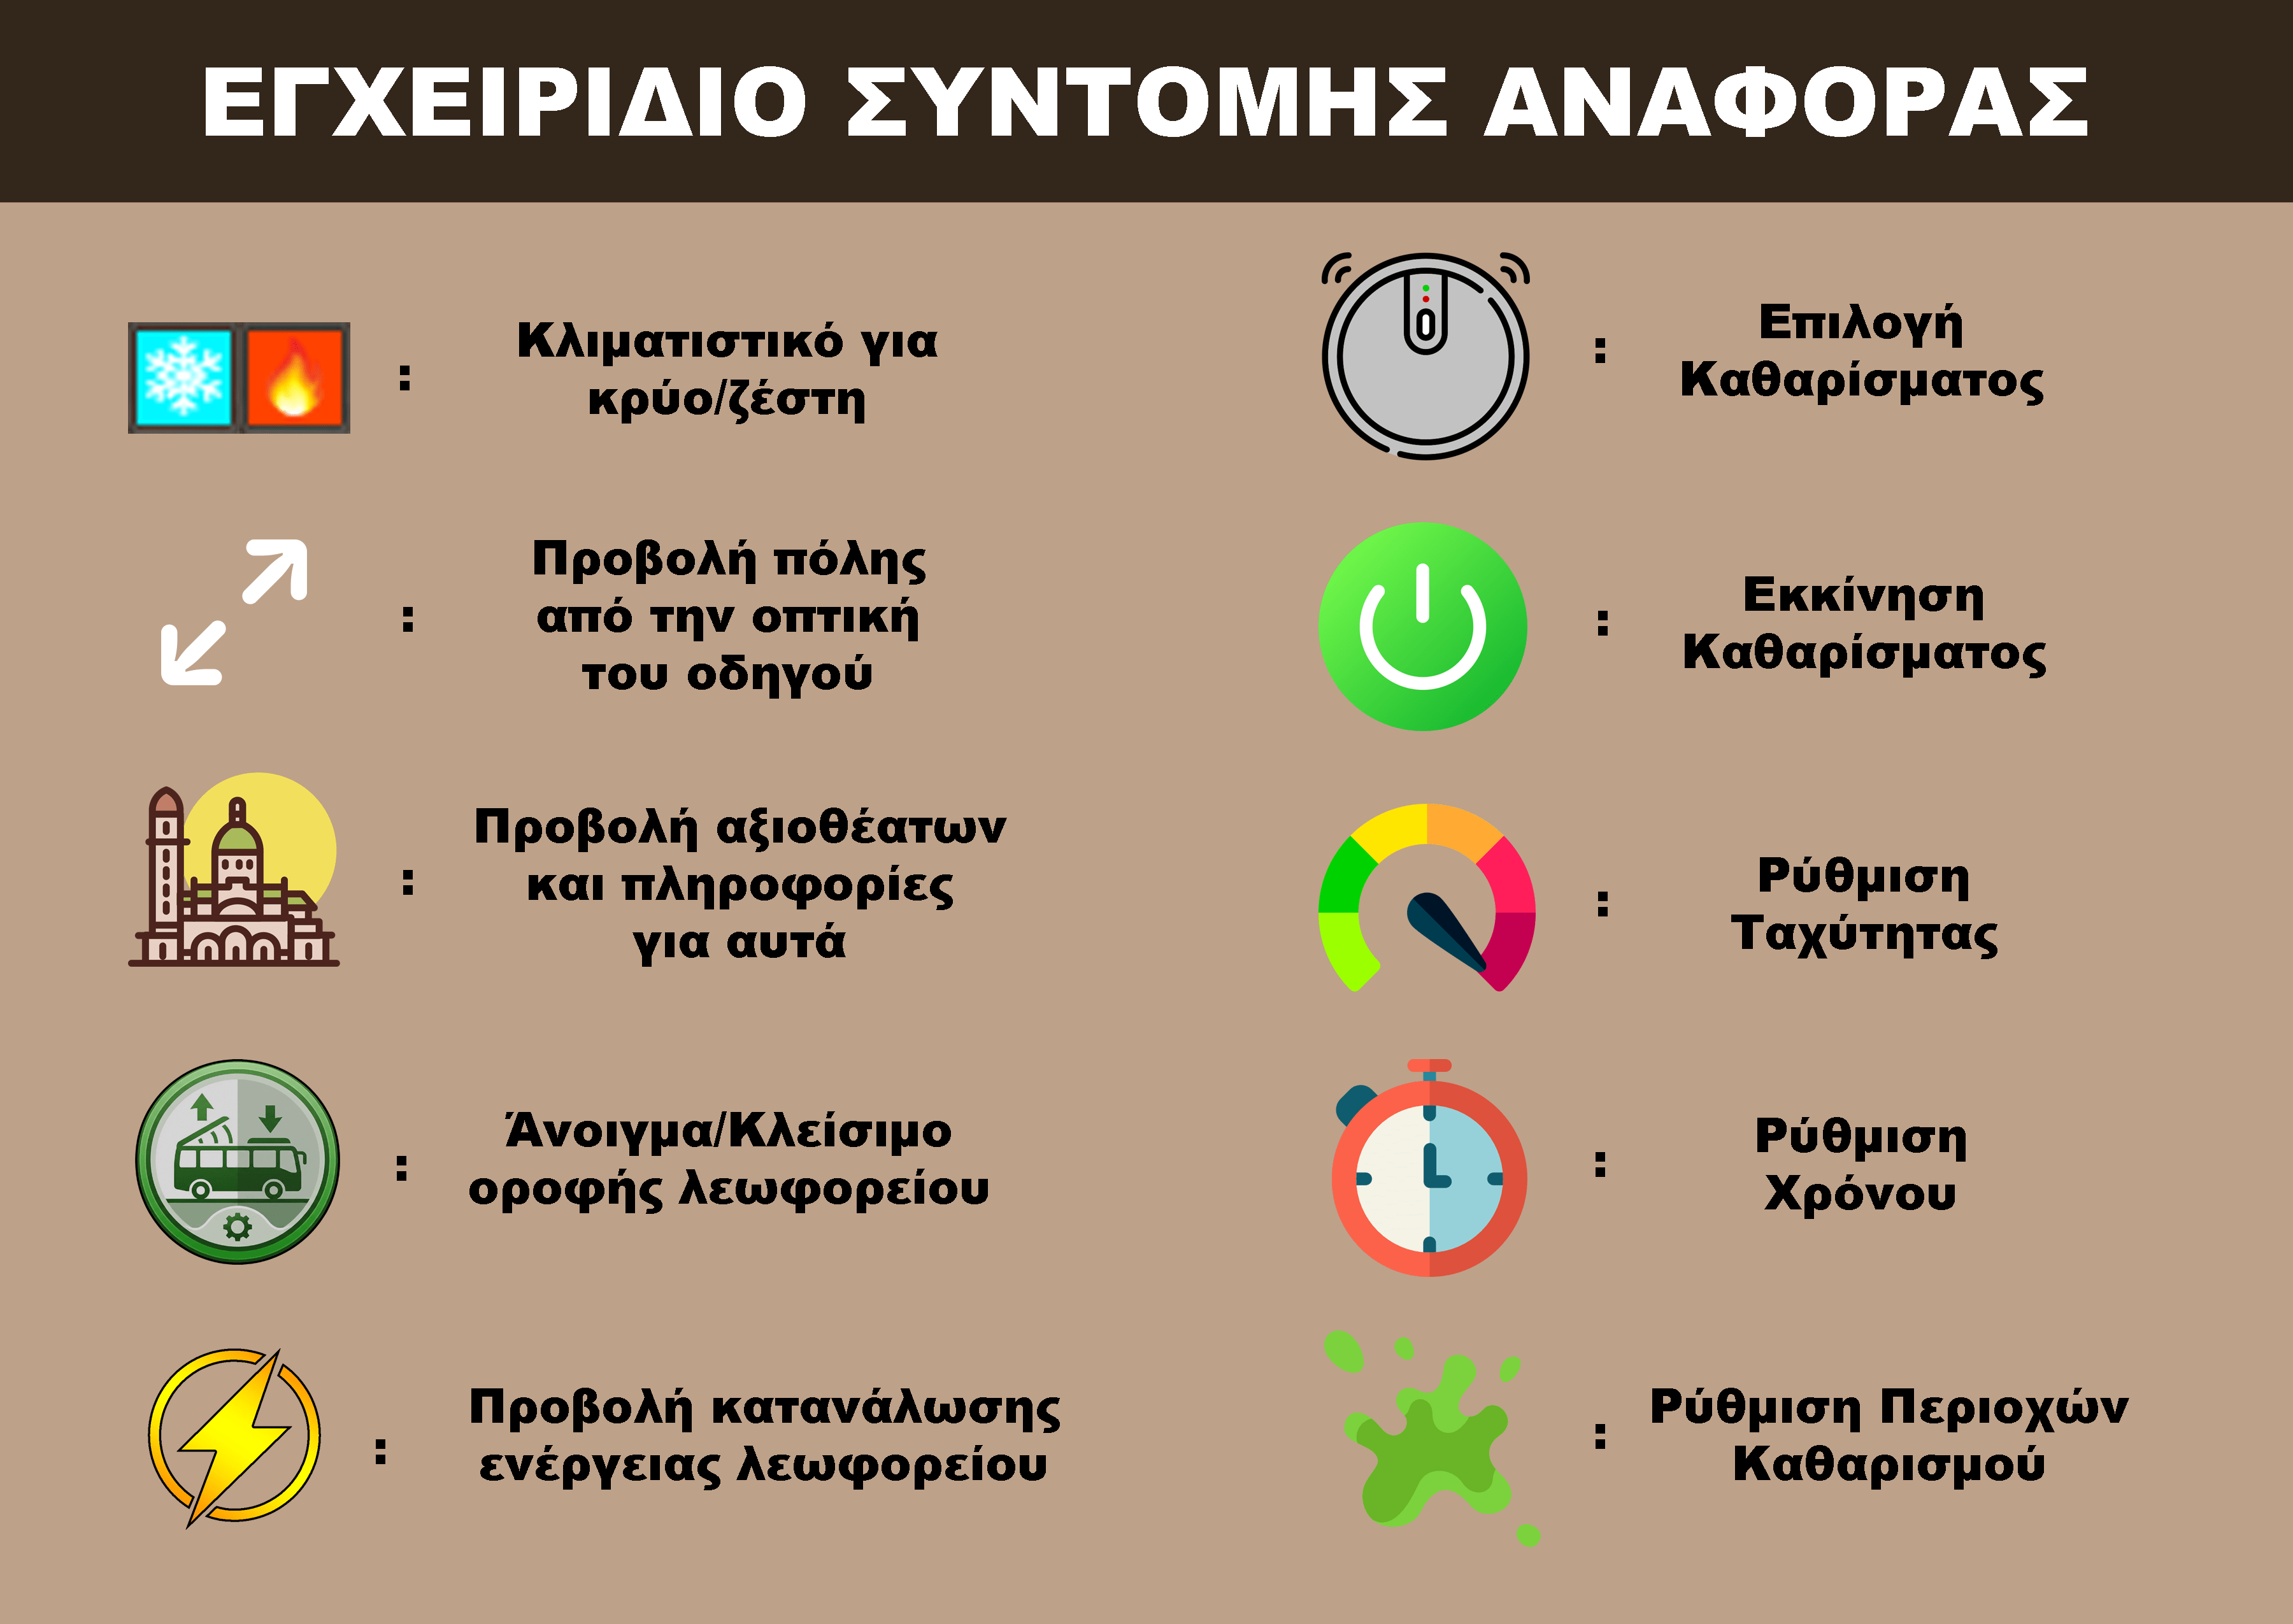 ΕΓΧΕΙΡΙΔΙΟ ΣΥΝΤΟΜΗΣ ΑΝΑΦΟΡΑΣ
: Κλιματιστικό για
κρύο/ζέστη
: Προβολή πόλης
από την οπτική
του οδηγού
: Προβολή αξιοθέατων
και πληροφορίες
για αυτά
: Άνοιγμα/Κλείσιμο
οροφής λεωφορείου
: Προβολή κατανάλωσης
ενέργειας λεωφορείου
: Επιλογή
Καθαρίσματος
: Εκκίνηση
Καθαρίσματος
: Ρύθμιση
Ταχύτητας
: Ρύθμιση
Χρόνου
: Ρύθμιση Περιοχών
Καθαρισμού